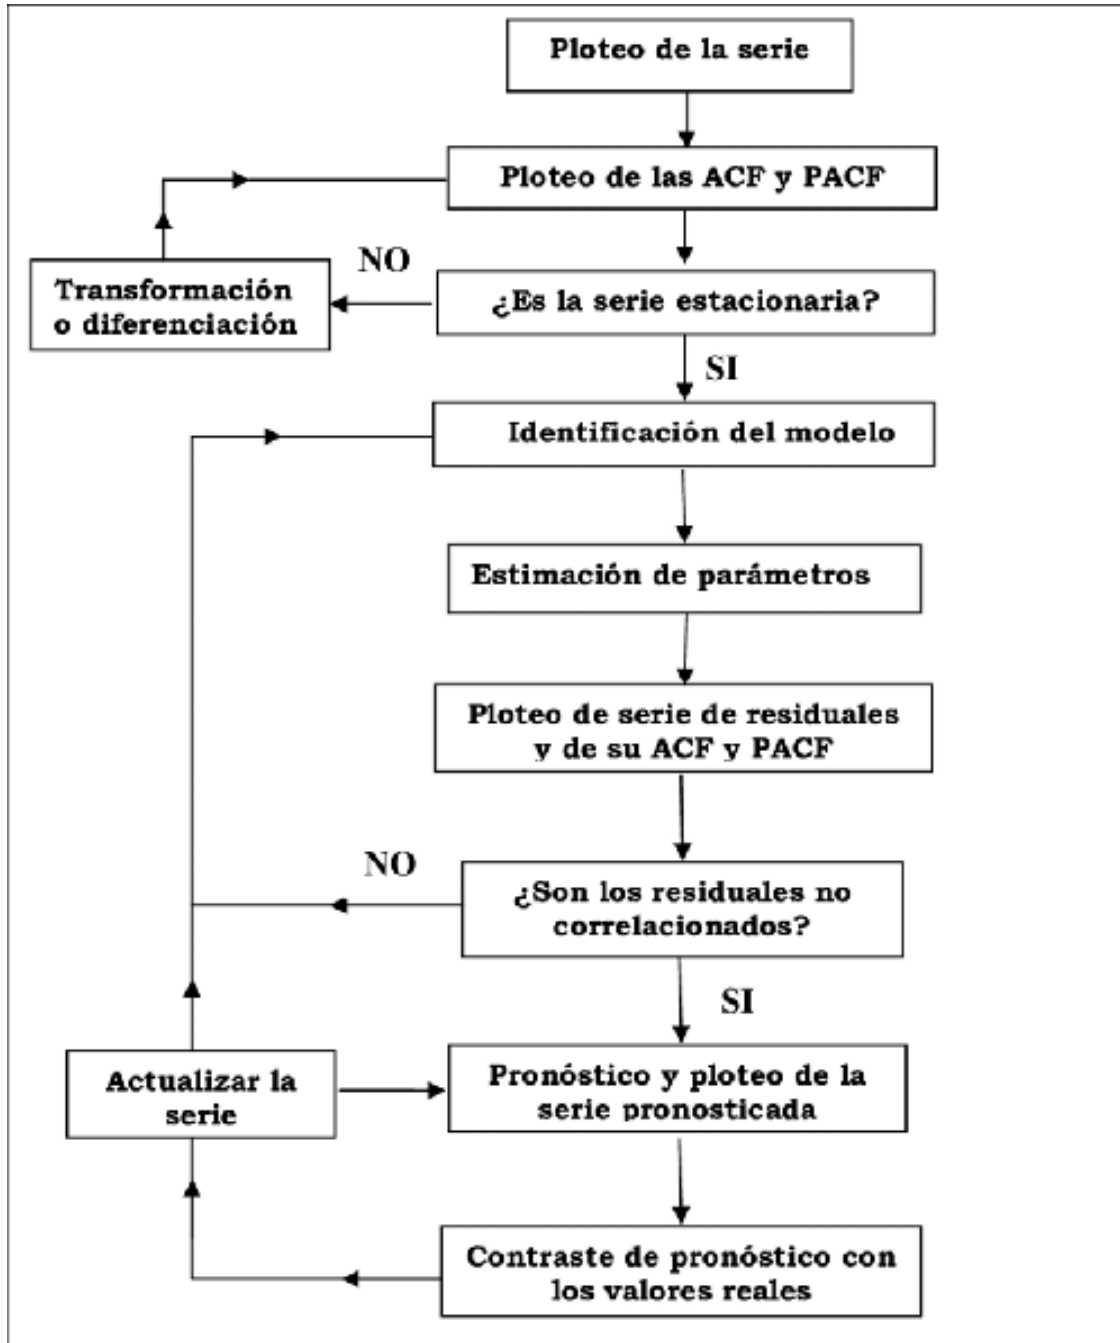 Ploteo de la serie
Ploteo de las ACF y PACF
NO
Transformación
o diferenciación
¿Es la serie estacionaria?
SI
Identificación del modelo
Estimación de parámetros
Ploteo de serie de residuales
y de su ACF y PACF
NO
¿Son los residuales no
correlacionados?
SI
Actualizar la
serie
Pronóstico y ploteo de la
serie pronosticada
Contraste de pronóstico con
los valores reales